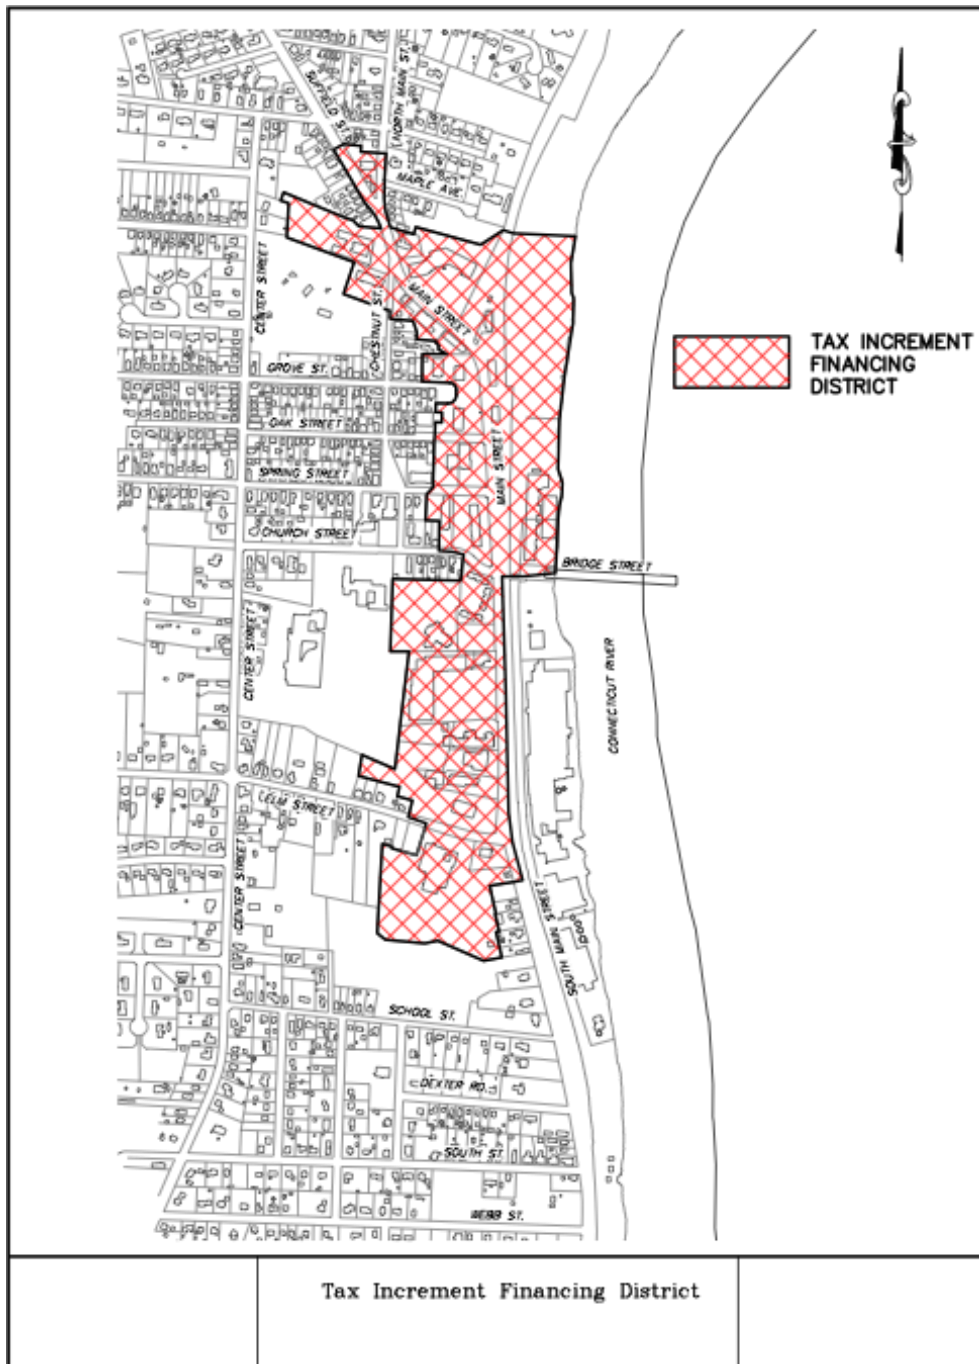 SUFFIELD ST.
NORTH MAIN ST.
MAPLE AVE.
CENTER STREET
CHESTNUT ST.
MAIN STREET
TAX INCREMENT
FINANCING
DISTRICT
GROVE ST.
OAK STREET
MAIN STREET
SPRING STREET
CHURCH STREET
BRIDGE STREET
CENTER STREET
CONNECTICUT RIVER
ELM STREET
CENTER STREET
SOUTH MAIN STREET
SCHOOL ST.
DEXTER RD.
SOUTH ST.
WEBB ST.
Tax Increment Financing District